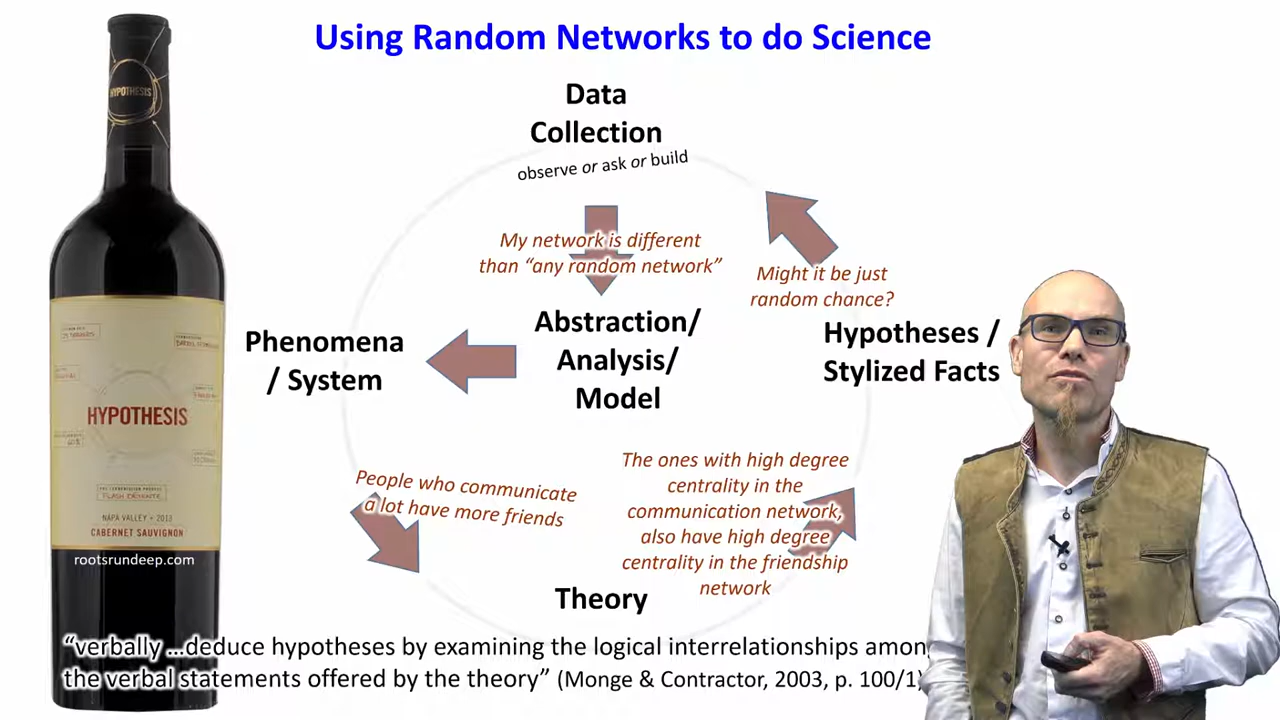 Using Random Networks to do Science
HYPOTHESIS
Data
Collection
observe or ask or build
My network is different
than “any random network”
Might it be just
random chance?
Abstraction/
Analysis/
Model
Hypotheses /
Stylized Facts
Phenomena
/ System
HYPOTHESIS
FLASH DÉTENTE
NAPA VALLEY • 2013
CABERNET SAUVIGNON
rootsrundeep.com
People who communicate
a lot have more friends
The ones with high degree
centrality in the
communication network,
also have high degree
centrality in the friendship
network
Theory
“verbally ...deduce hypotheses by examining the logical interrelationships amon
the verbal statements offered by the theory” (Monge & Contractor, 2003, p. 100/1)